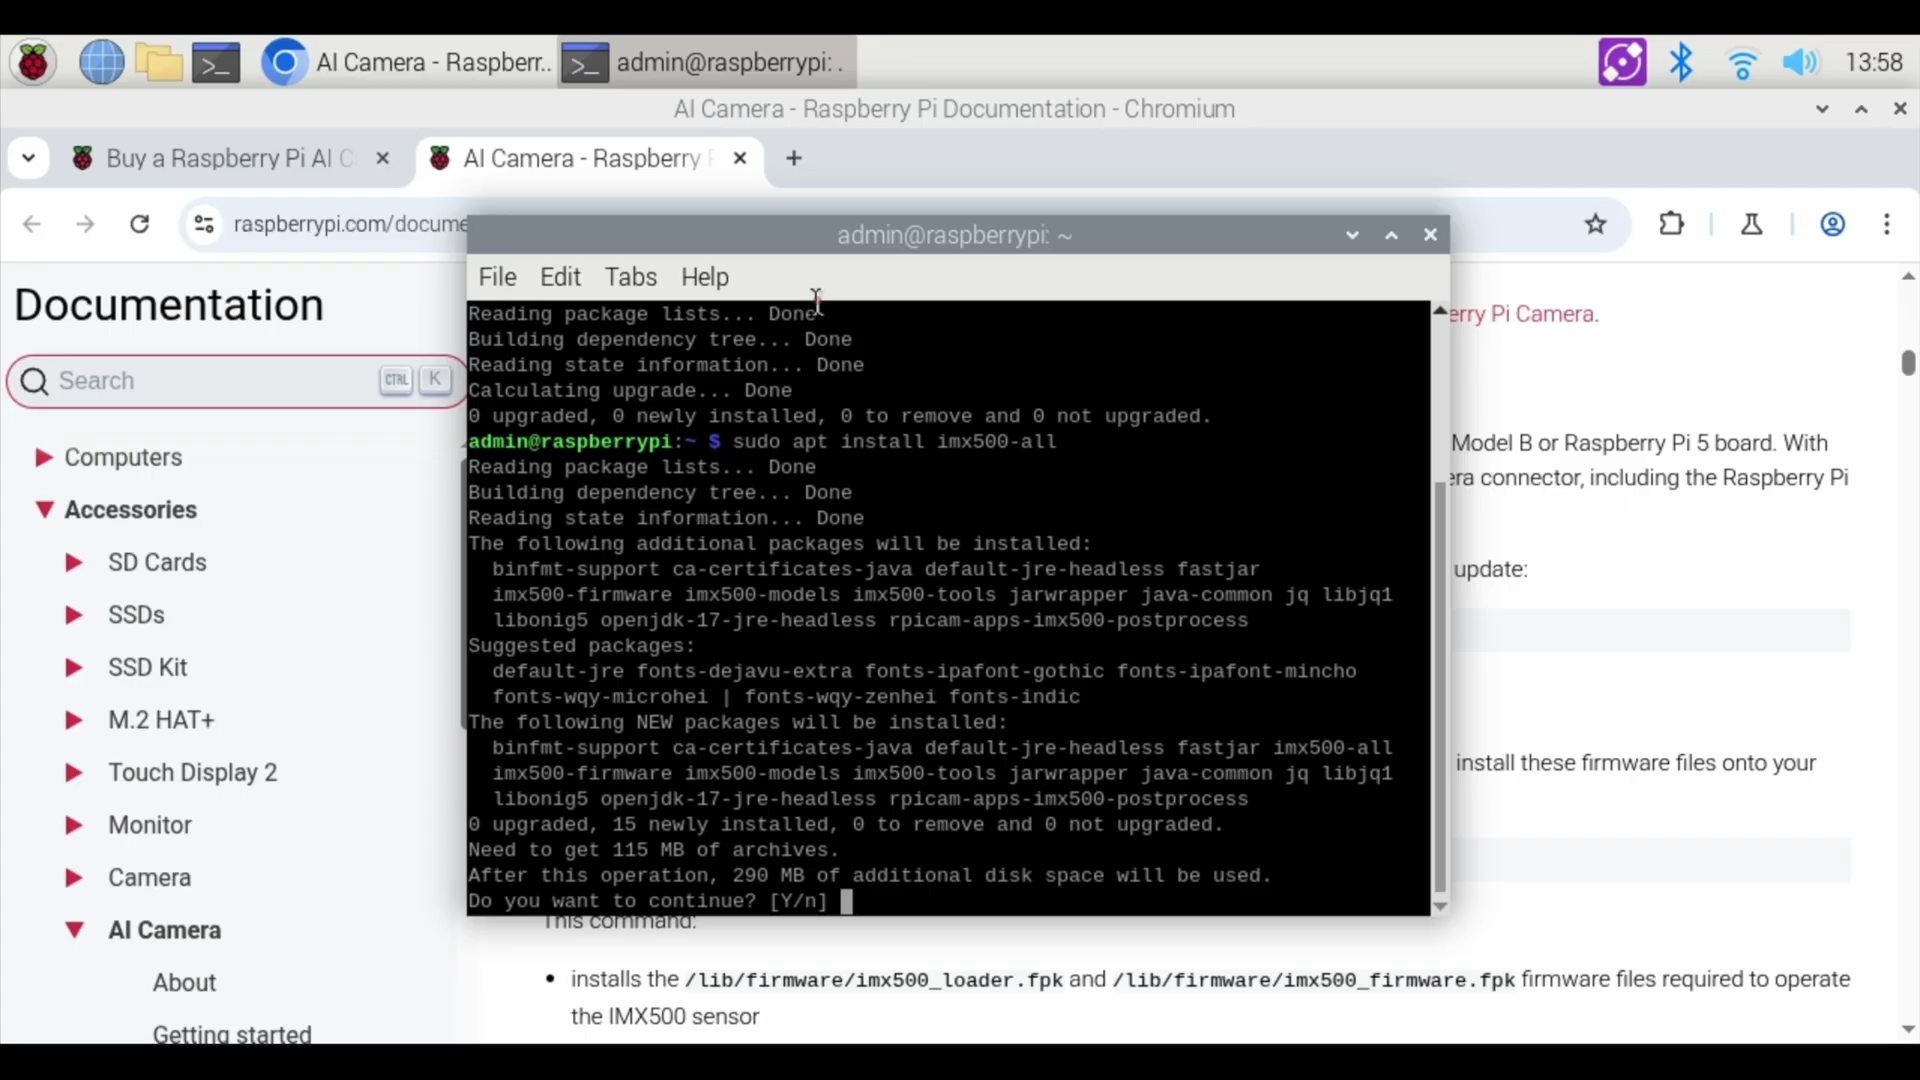 AI Camera - Raspberr..
admin@raspberrypi: .
13:58
AI Camera - Raspberry Pi Documentation - Chromium
Buy a Raspberry Pi AI C
AI Camera - Raspberry
raspberrypi.com/docume
admin@raspberrypi: ~
File Edit Tabs Help
Documentation
Search
CTRL K
Computers
Accessories
SD Cards
SSDs
SSD Kit
M.2 HAT+
Touch Display 2
Monitor
Camera
AI Camera
About
Getting started
Reading package lists... Done
Building dependency tree... Done
Reading state information... Done
Calculating upgrade... Done
0 upgraded, 0 newly installed, 0 to remove and 0 not upgraded.
admin@raspberrypi:~ $ sudo apt install imx500-all
Reading package lists... Done
Building dependency tree... Done
Reading state information... Done
The following additional packages will be installed:
binfmt-support ca-certificates-java default-jre-headless fastjar
imx500-firmware imx500-models imx500-tools jarwrapper java-common jq libjq1
libonig5 openjdk-17-jre-headless rpicam-apps-imx500-postprocess
Suggested packages:
default-jre fonts-dejavu-extra fonts-ipafont-gothic fonts-ipafont-mincho
fonts-wqy-microhei | fonts-wqy-zenhei fonts-indic
The following NEW packages will be installed:
binfmt-support ca-certificates-java default-jre-headless fastjar imx500-all
imx500-firmware imx500-models imx500-tools jarwrapper java-common jq libjq1
libonig5 openjdk-17-jre-headless rpicam-apps-imx500-postprocess
0 upgraded, 15 newly installed, 0 to remove and 0 not upgraded.
Need to get 115 MB of archives.
After this operation, 290 MB of additional disk space will be used.
Do you want to continue? [Y/n]
erry Pi Camera.
Model B or Raspberry Pi 5 board. With
era connector, including the Raspberry Pi
update:
install these firmware files onto your
This command:
• installs the /lib/firmware/imx500_loader.fpk and /lib/firmware/imx500_firmware.fpk firmware files required to operate
the IMX500 sensor